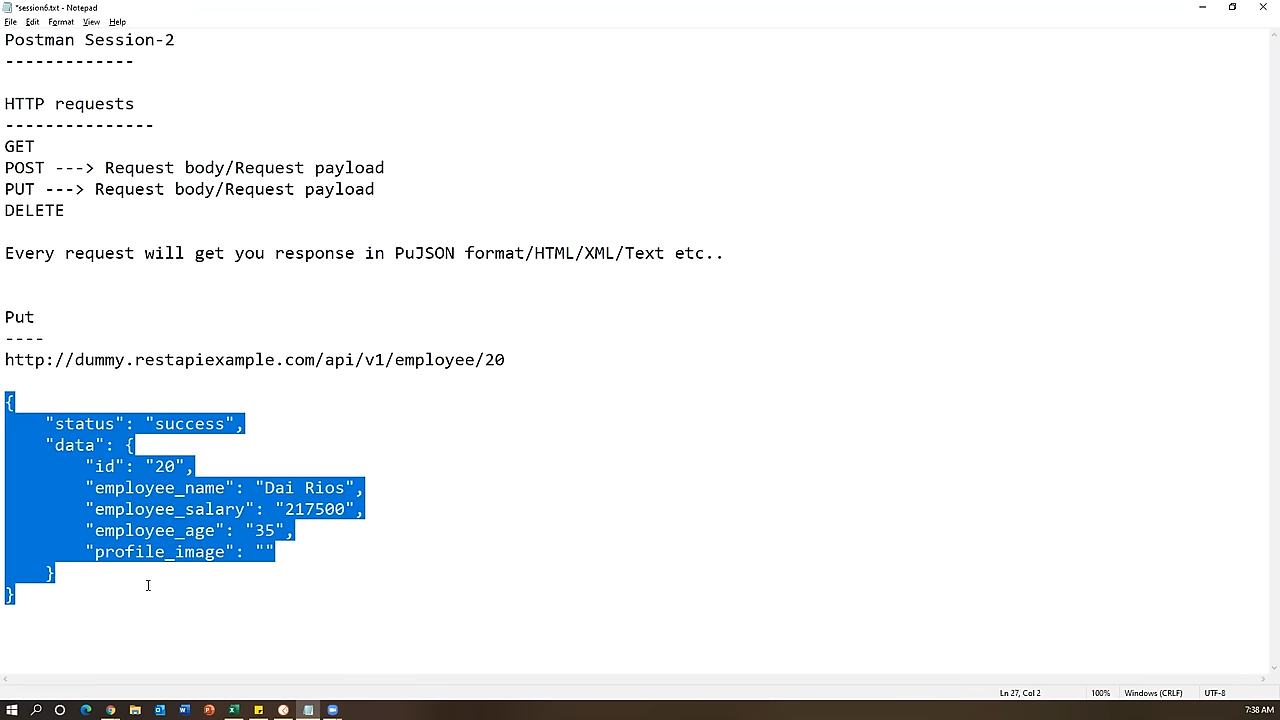 *session6.txt - Notepad
File Edit Format View Help
Postman Session-2
-------------
HTTP requests
---------------
GET
POST ---> Request body/Request payload
PUT ---> Request body/Request payload
DELETE
Every request will get you response in PuJSON format/HTML/XML/Text etc..
Put
----
http://dummy.restapiexample.com/api/v1/employee/20
{
"status": "success",
"data": {
"id": "20",
"employee_name": "Dai Rios",
"employee_salary": "217500",
"employee_age": "35",
"profile_image": ""
}
}
Ln 27, Col 2 100% Windows (CRLF) UTF-8
7:38 AM